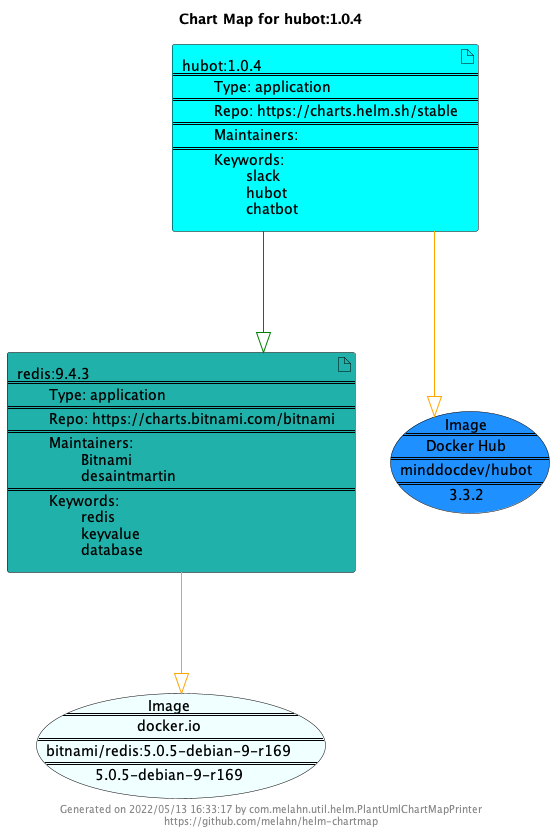 Chart Map for hubot:1.0.4
hubot:1.0.4
Type: application
Repo: https://charts.helm.sh/stable
Maintainers:
Keywords:
slack
hubot
chatbot
redis:9.4.3
Type: application
Repo: https://charts.bitnami.com/bitnami
Maintainers:
Bitnami
desaintmartin
Keywords:
redis
keyvalue
database
Image
Docker Hub
minddocdev/hubot
3.3.2
Image
docker.io
bitnami/redis:5.0.5-debian-9-r169
5.0.5-debian-9-r169
Generated on 2022/05/13 16:33:17 by com.melahn.util.helm.PlantUmlChartMapPrinter
https://github.com/melahn/helm-chartmap